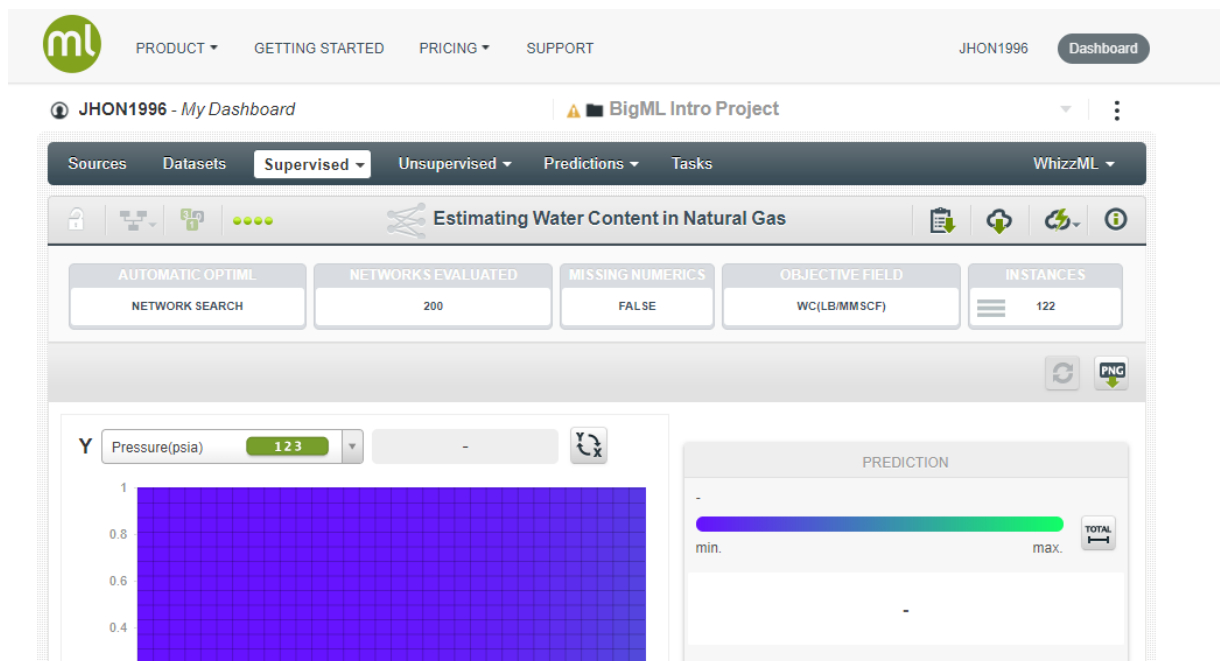 ml PRODUCT GETTING STARTED PRICING SUPPORT JHON1996 Dashboard
JHON1996 - My Dashboard BigML Intro Project
Sources Datasets Supervised Unsupervised Predictions Tasks WhizzML
Estimating Water Content in Natural Gas
AUTOMATIC OPTIML NETWORKS EVALUATED MISSING NUMERICS OBJECTIVE FIELD INSTANCES
NETWORK SEARCH 200 FALSE WC(LB/MMSCF) 122
PNG
Y Pressure(psia) 123 - Y X
PREDICTION
1
-
0.8
TOTAL
min. max.
0.6
-
0.4